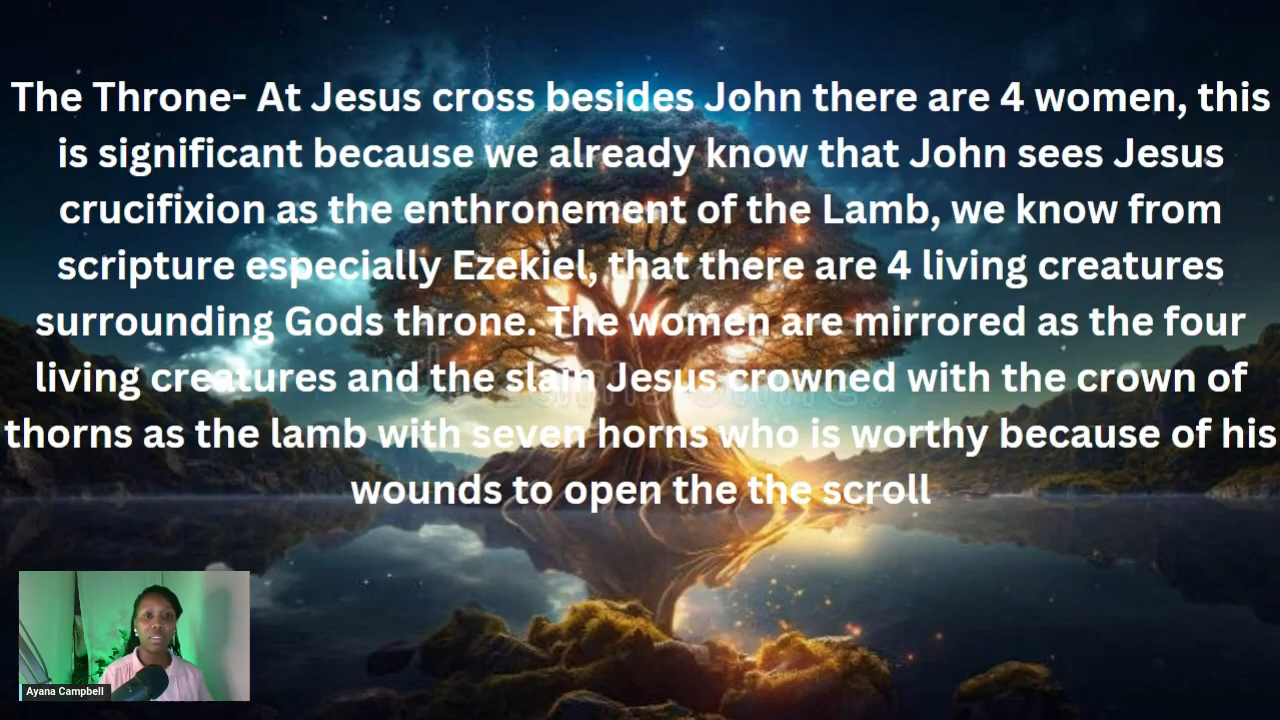 The Throne- At Jesus cross besides John there are 4 women, this
is significant because we already know that John sees Jesus
crucifixion as the enthronement of the Lamb, we know from
scripture especially Ezekiel, that there are 4 living creatures
surrounding Gods throne. The women are mirrored as the four
living creatures and the slain Jesus crowned with the crown of
thorns as the lamb with seven horns who is worthy because of his
wounds to open the the scroll
Ayana Campbell